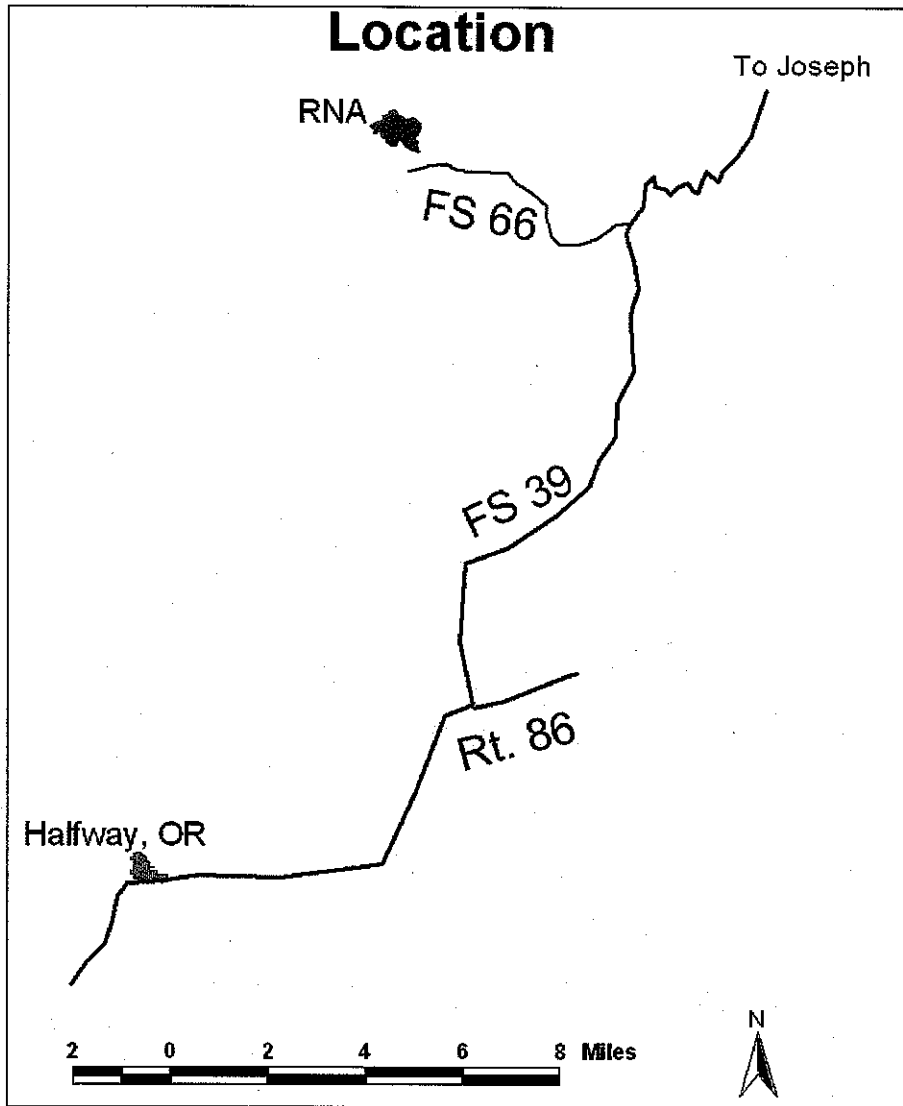 Location
To Joseph
RNA
FS 66
FS 39
Rt. 86
Halfway, OR
N
2 0 2 4 6 8 Miles